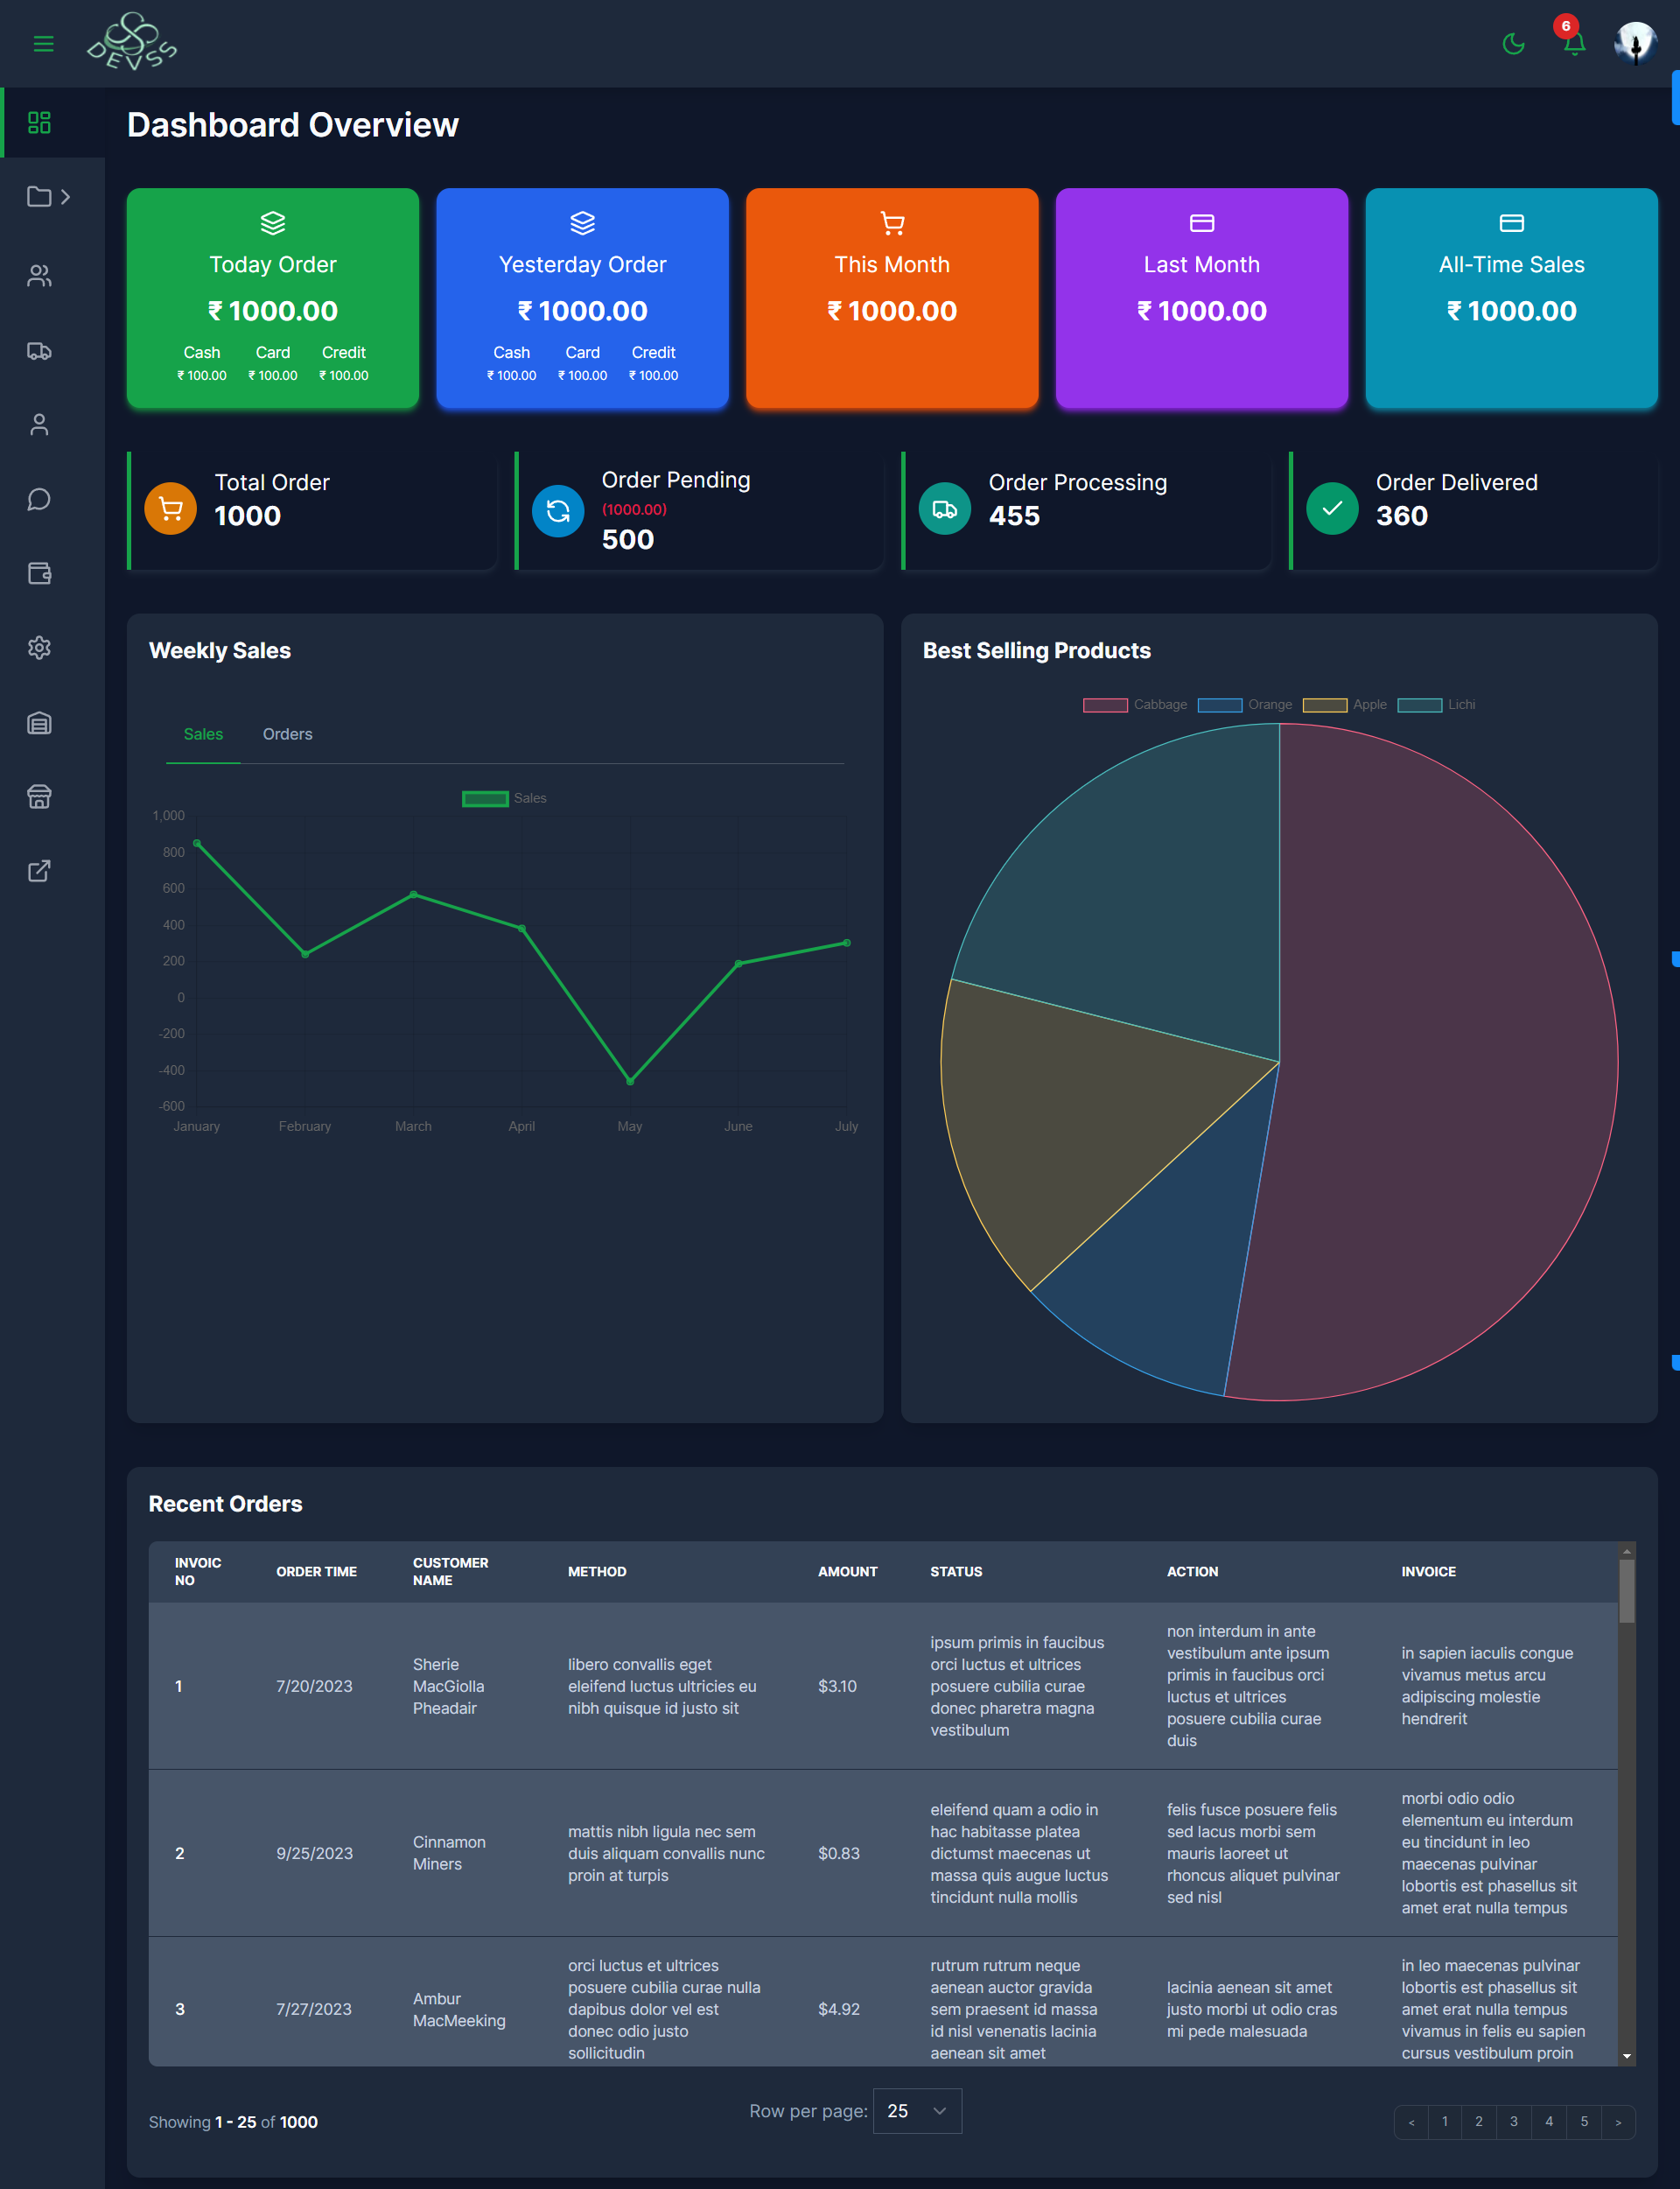 DEVSS
6
Dashboard Overview
Today Order
₹ 1000.00
Cash Card Credit
₹ 100.00 ₹ 100.00 ₹ 100.00
Yesterday Order
₹ 1000.00
Cash Card Credit
₹ 100.00 ₹ 100.00 ₹ 100.00
This Month
₹ 1000.00
Last Month
₹ 1000.00
All-Time Sales
₹ 1000.00
Total Order
1000
Order Pending
(1000.00)
500
Order Processing
455
Order Delivered
360
Weekly Sales
Sales Orders
Sales
1,000
800
600
400
200
0
-200
-400
-600
January February March April May June July
Best Selling Products
Cabbage Orange Apple Lichi
Recent Orders
INVOIC
NO
ORDER TIME
CUSTOMER
NAME
METHOD
AMOUNT
STATUS
ACTION
INVOICE
1
7/20/2023
Sherie
MacGiolla
Pheadair
libero convallis eget
eleifend luctus ultricies eu
nibh quisque id justo sit
$3.10
ipsum primis in faucibus
orci luctus et ultrices
posuere cubilia curae
donec pharetra magna
vestibulum
non interdum in ante
vestibulum ante ipsum
primis in faucibus orci
luctus et ultrices
posuere cubilia curae
duis
in sapien iaculis congue
vivamus metus arcu
adipiscing molestie
hendrerit
2
9/25/2023
Cinnamon
Miners
mattis nibh ligula nec sem
duis aliquam convallis nunc
proin at turpis
$0.83
eleifend quam a odio in
hac habitasse platea
dictumst maecenas ut
massa quis augue luctus
tincidunt nulla mollis
felis fusce posuere felis
sed lacus morbi sem
mauris laoreet ut
rhoncus aliquet pulvinar
sed nisl
morbi odio odio
elementum eu interdum
eu tincidunt in leo
maecenas pulvinar
lobortis est phasellus sit
amet erat nulla tempus
3
7/27/2023
Ambur
MacMeeking
orci luctus et ultrices
posuere cubilia curae nulla
dapibus dolor vel est
donec odio justo
sollicitudin
$4.92
rutrum rutrum neque
aenean auctor gravida
sem praesent id massa
id nisl venenatis lacinia
aenean sit amet
lacinia aenean sit amet
justo morbi ut odio cras
mi pede malesuada
in leo maecenas pulvinar
lobortis est phasellus sit
amet erat nulla tempus
vivamus in felis eu sapien
cursus vestibulum proin
Showing 1 - 25 of 1000
Row per page: 25
< 1 2 3 4 5 >